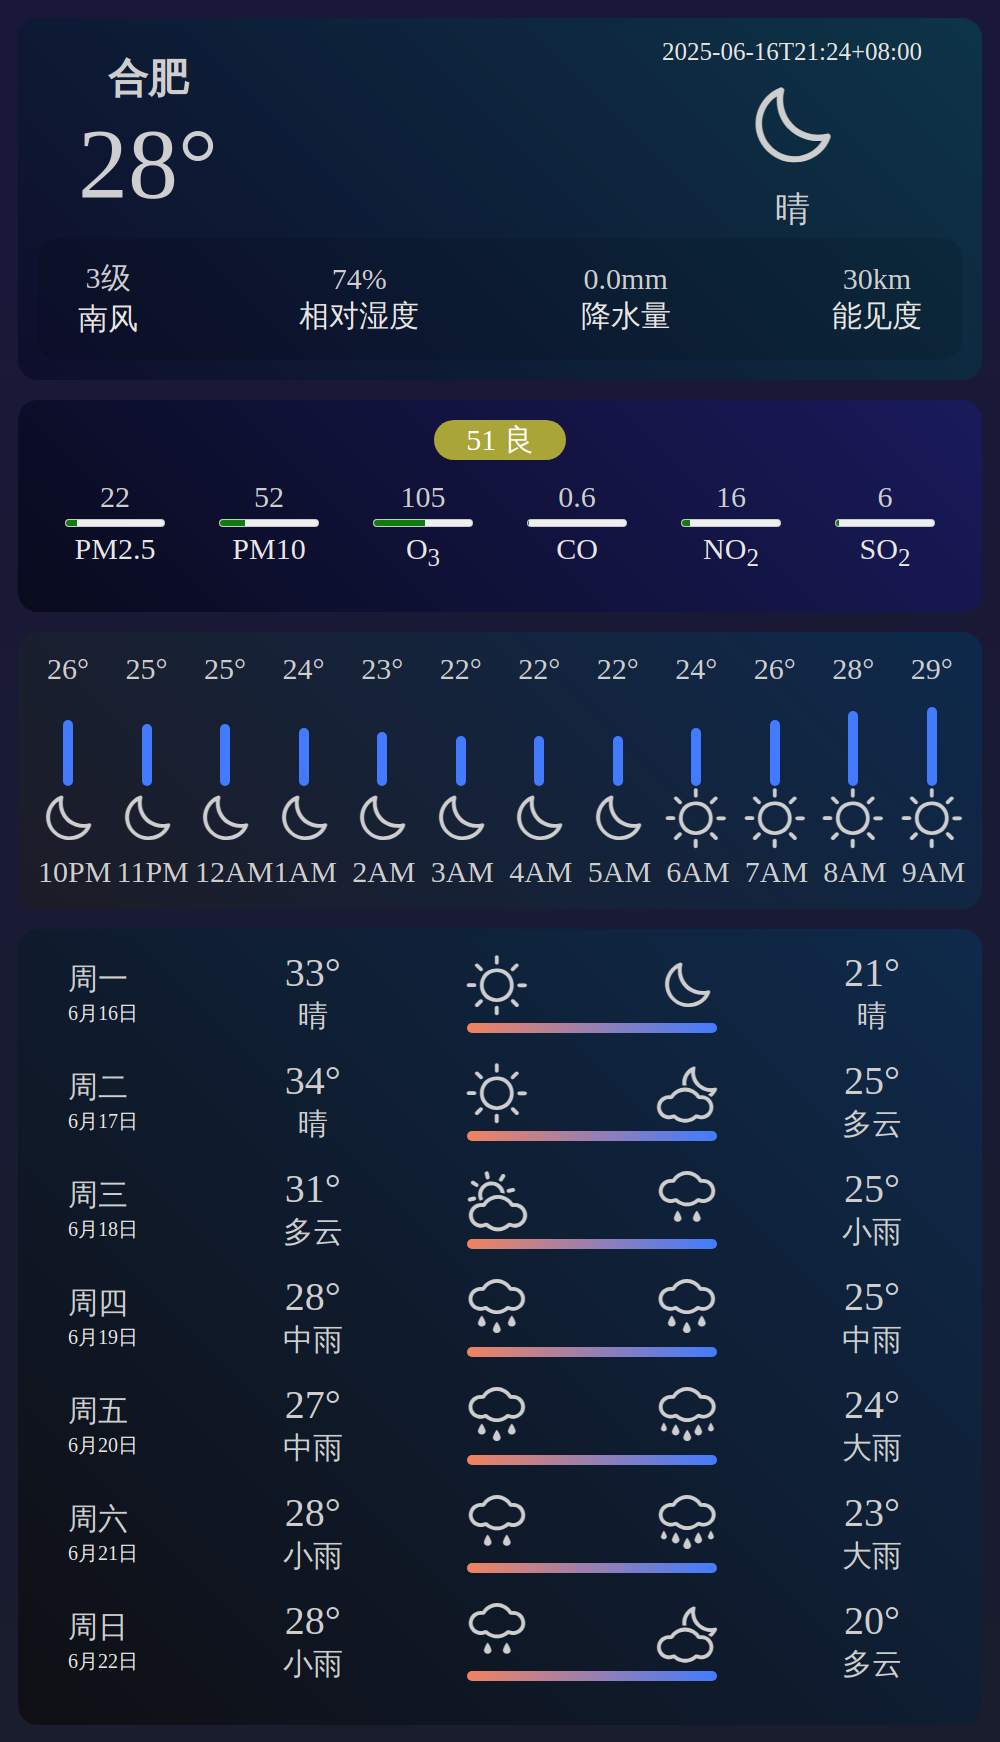 合肥
28°
2025-06-16T21:24+08:00
晴
3级 74% 0.0mm 30km
南风 相对湿度 降水量 能见度
51 良
22 52 105 0.6 16 6
PM2.5 PM10 O3 CO NO2 SO2
26° 25° 25° 24° 23° 22° 22° 22° 24° 26° 28° 29°
10PM 11PM 12AM 1AM 2AM 3AM 4AM 5AM 6AM 7AM 8AM 9AM
周一 33° 21°
6月16日 晴 晴
周二 34° 25°
6月17日 晴 多云
周三 31° 25°
6月18日 多云 小雨
周四 28° 25°
6月19日 中雨 中雨
周五 27° 24°
6月20日 中雨 大雨
周六 28° 23°
6月21日 小雨 大雨
周日 28° 20°
6月22日 小雨 多云